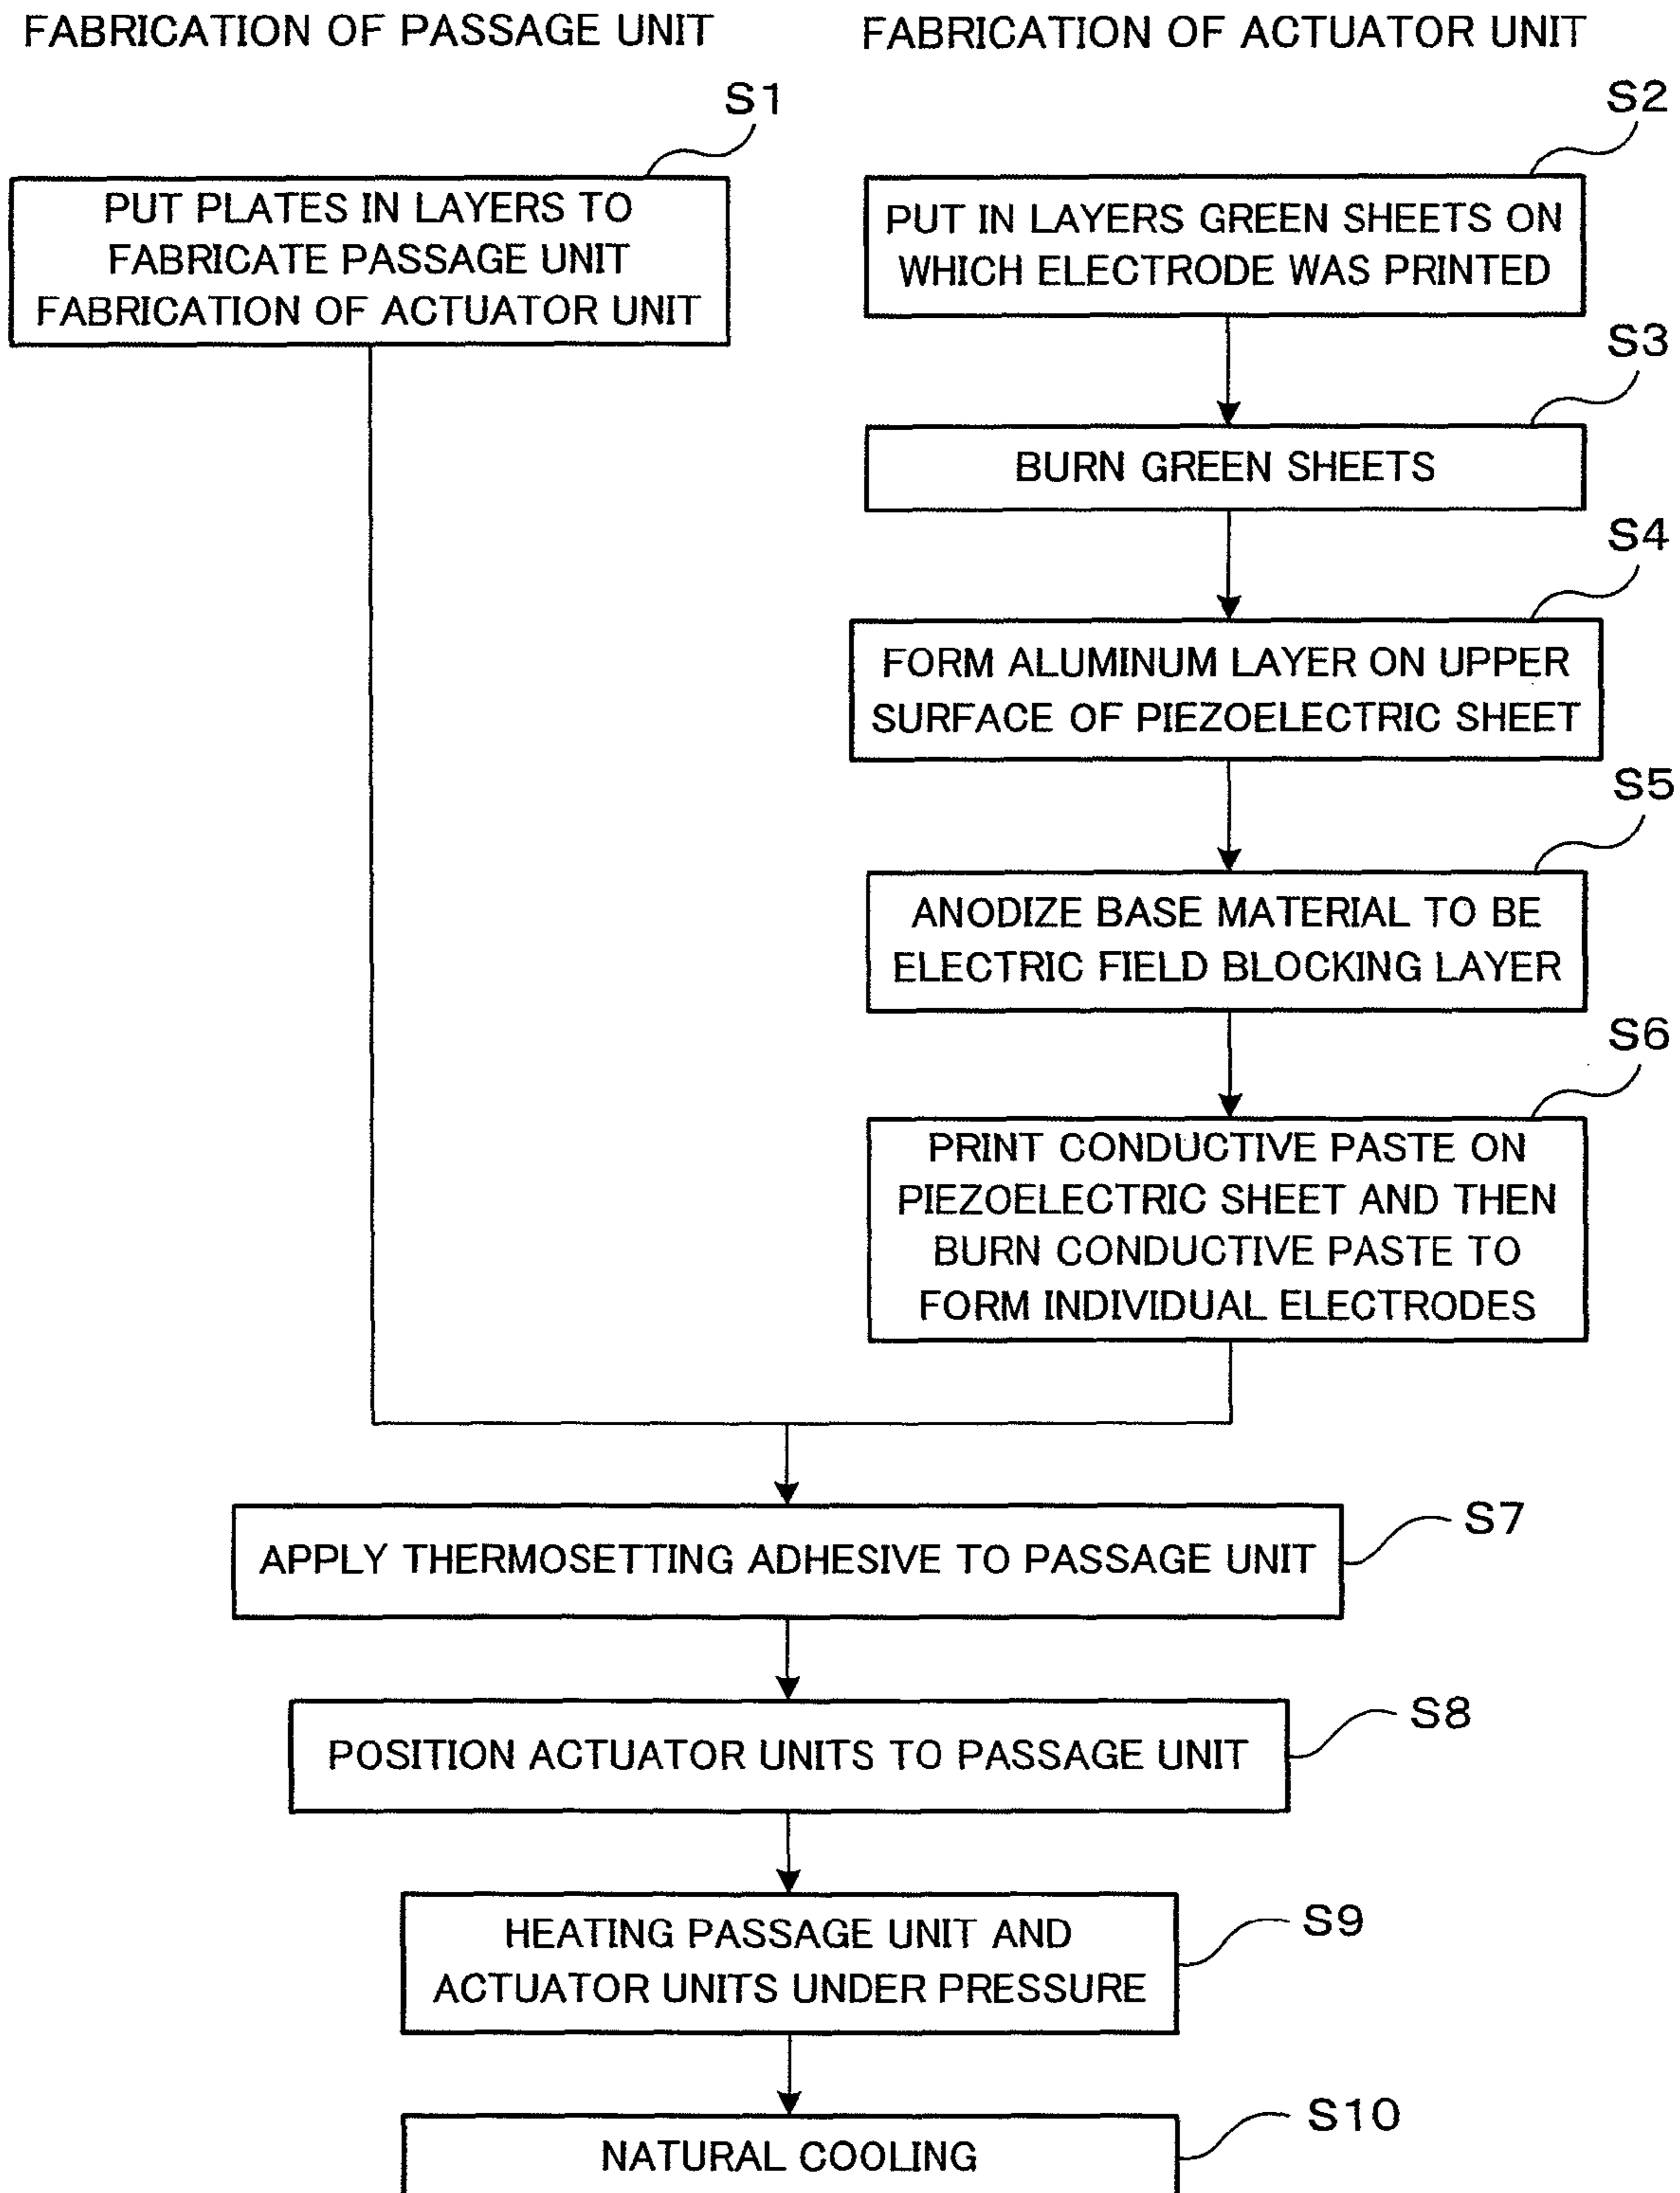 FABRICATION OF PASSAGE UNIT
S1
PUT PLATES IN LAYERS TO
FABRICATE PASSAGE UNIT
FABRICATION OF ACTUATOR UNIT
FABRICATION OF ACTUATOR UNIT
S2
PUT IN LAYERS GREEN SHEETS ON
WHICH ELECTRODE WAS PRINTED
S3
BURN GREEN SHEETS
S4
FORM ALUMINUM LAYER ON UPPER
SURFACE OF PIEZOELECTRIC SHEET
S5
ANODIZE BASE MATERIAL TO BE
ELECTRIC FIELD BLOCKING LAYER
S6
PRINT CONDUCTIVE PASTE ON
PIEZOELECTRIC SHEET AND THEN
BURN CONDUCTIVE PASTE TO
FORM INDIVIDUAL ELECTRODES
S7
APPLY THERMOSETTING ADHESIVE TO PASSAGE UNIT
S8
POSITION ACTUATOR UNITS TO PASSAGE UNIT
S9
HEATING PASSAGE UNIT AND
ACTUATOR UNITS UNDER PRESSURE
S10
NATURAL COOLING